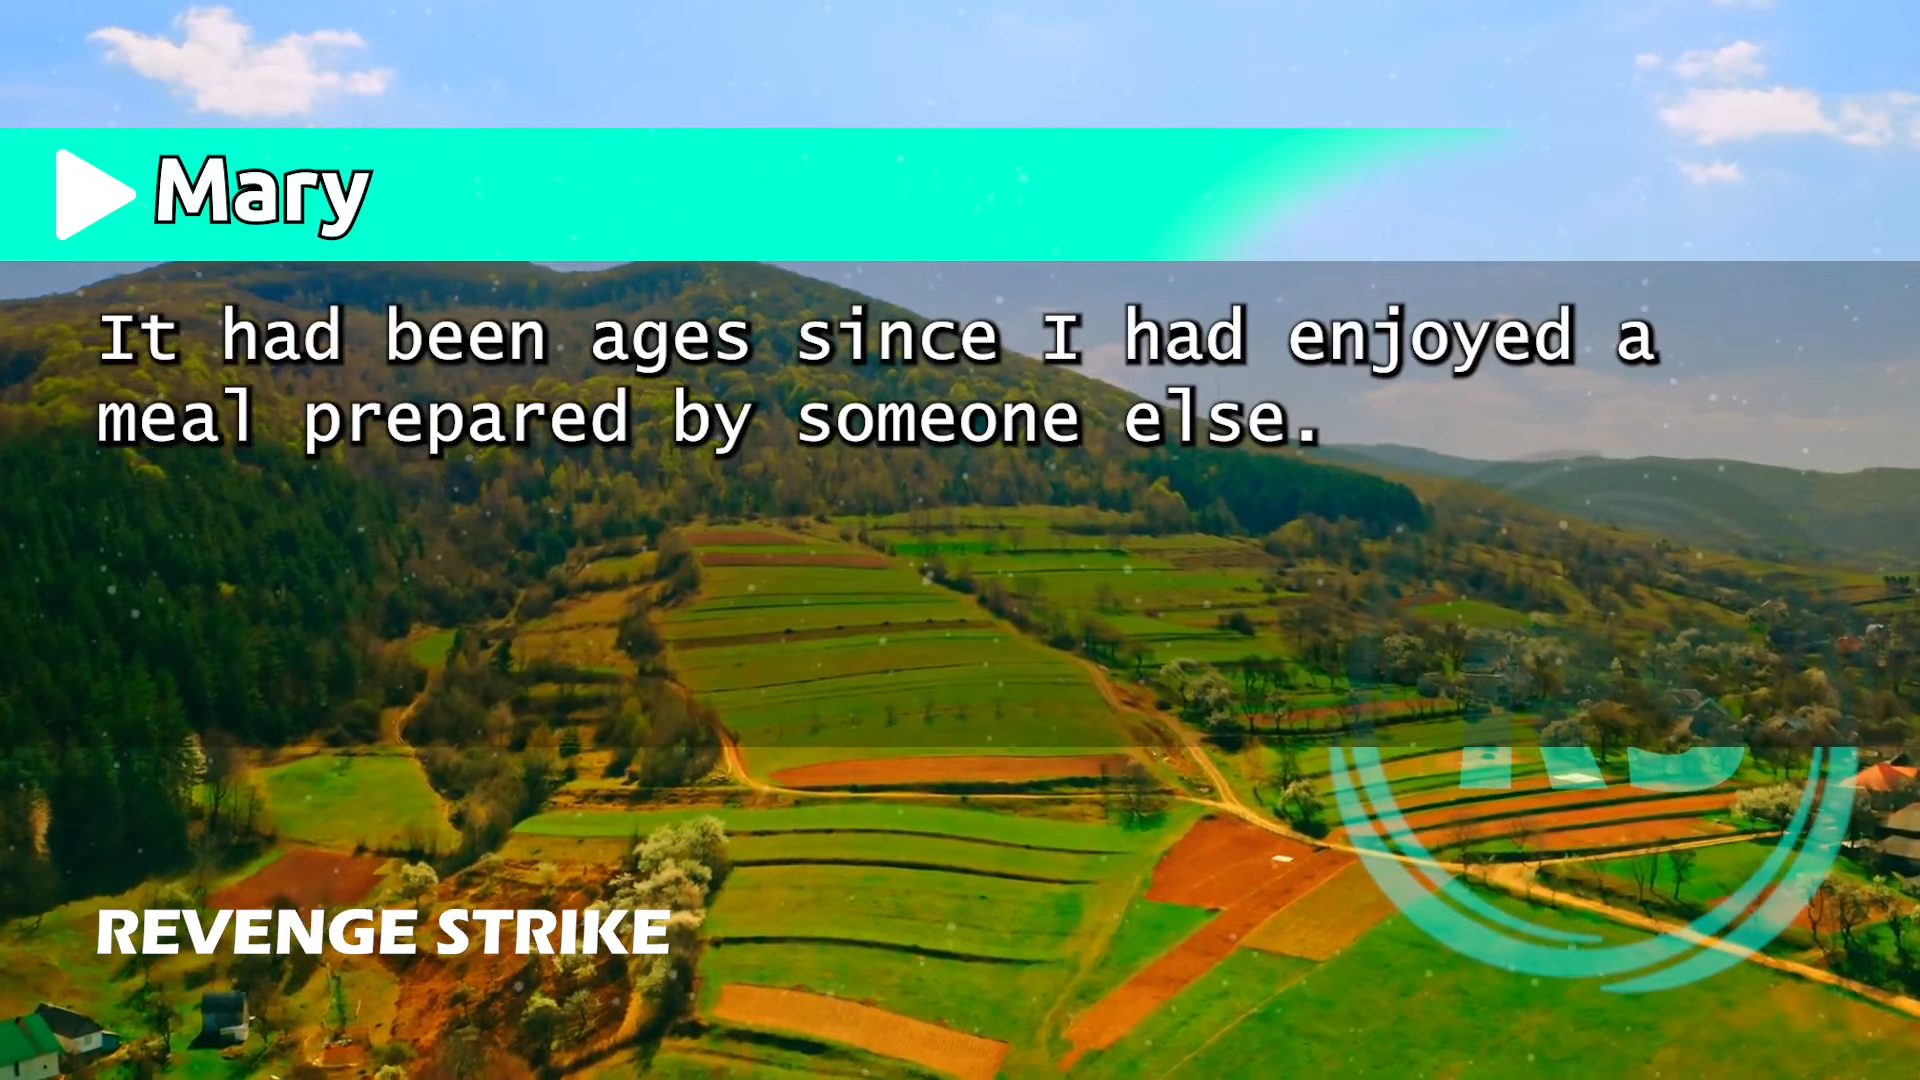 Mary
It had been ages since I had enjoyed a
meal prepared by someone else.
REVENGE STRIKE